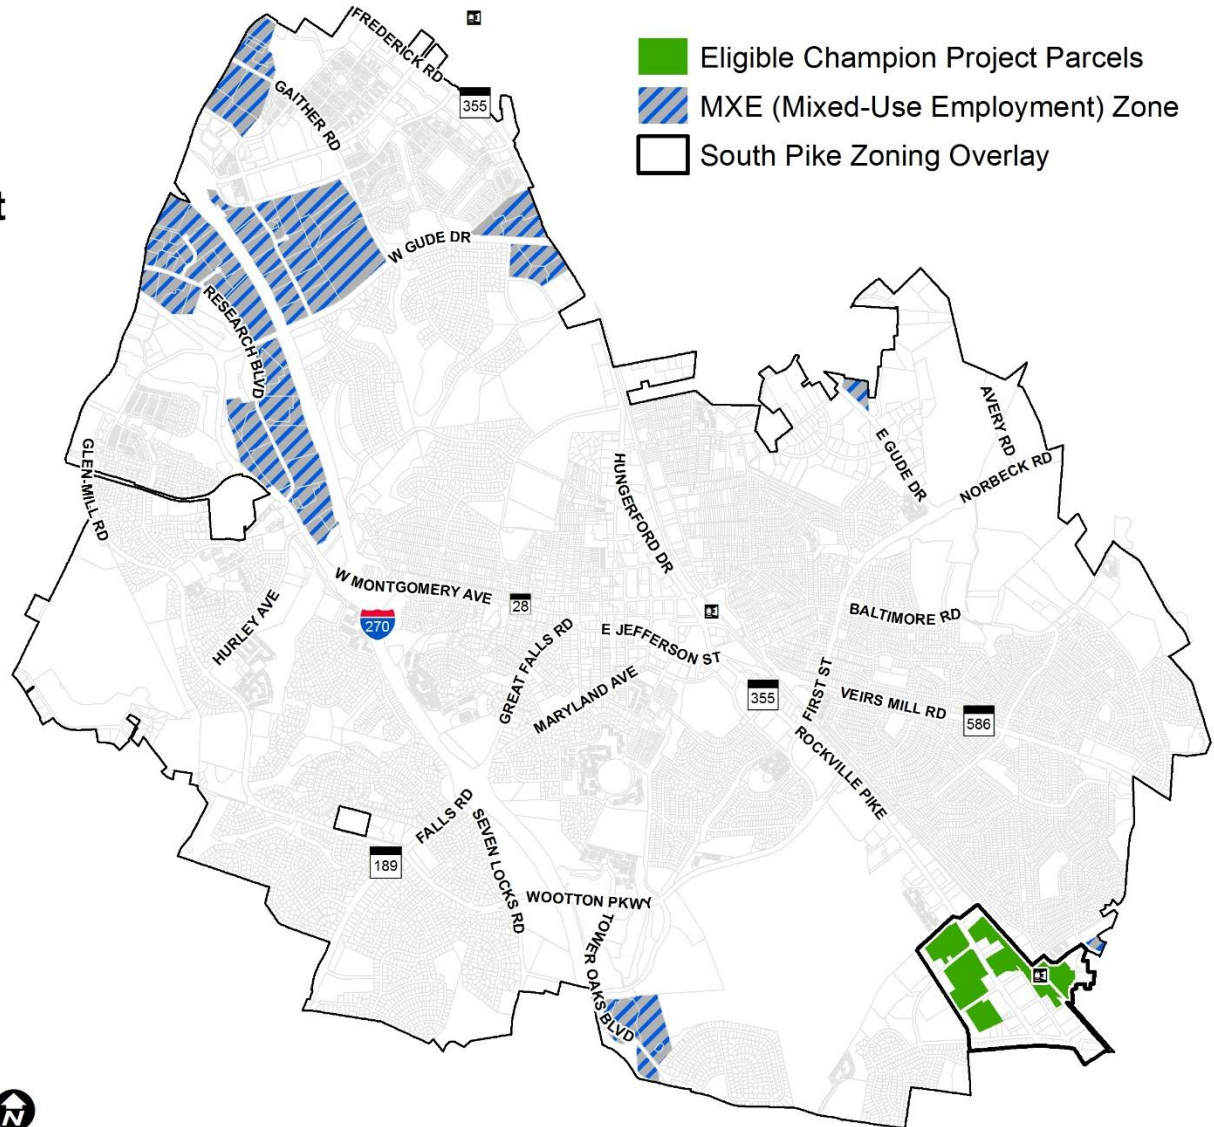 Eligible Champion Project Parcels
MXE (Mixed-Use Employment) Zone
South Pike Zoning Overlay
FREDERICK RD
355
GAITHER RD
W GUDE DR
RESEARCH BLVD
GLEN-MILL RD
HUNGERFORD DR
E GUDE DR
AVERY RD
NORBECK RD
W MONTGOMERY AVE
28
270
HURLEY AVE
GREAT FALLS RD
E JEFFERSON ST
MARYLAND AVE
BALTIMORE RD
FIRST ST
355
VEIRS MILL RD
586
ROCKVILLE PIKE
FALLS RD
189
SEVEN LOCKS RD
WOOTTON PKWY
TOWER OAKS BLVD
N